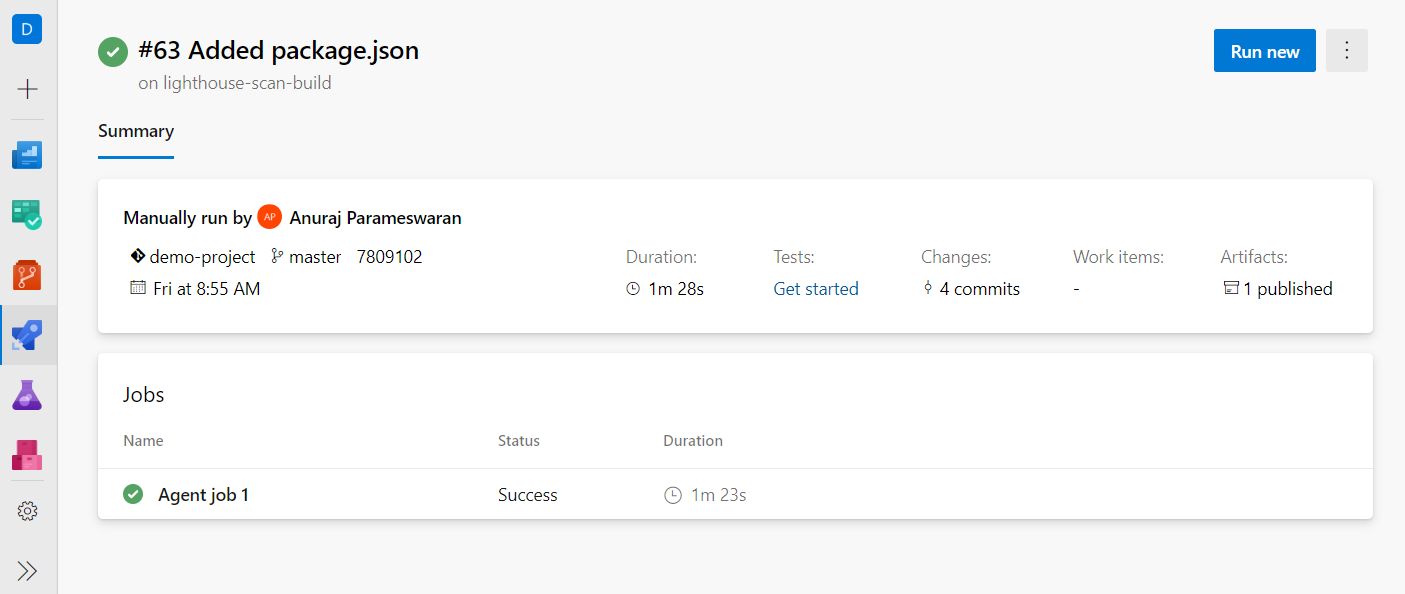 D
#63 Added package.json
Run new
on lighthouse-scan-build
Summary
Manually run by AP Anuraj Parameswaran
demo-project master 7809102 Duration: Tests: Changes: Work items: Artifacts:
Fri at 8:55 AM 1m 28s Get started 4 commits - 1 published
Jobs
Name Status Duration
Agent job 1 Success 1m 23s